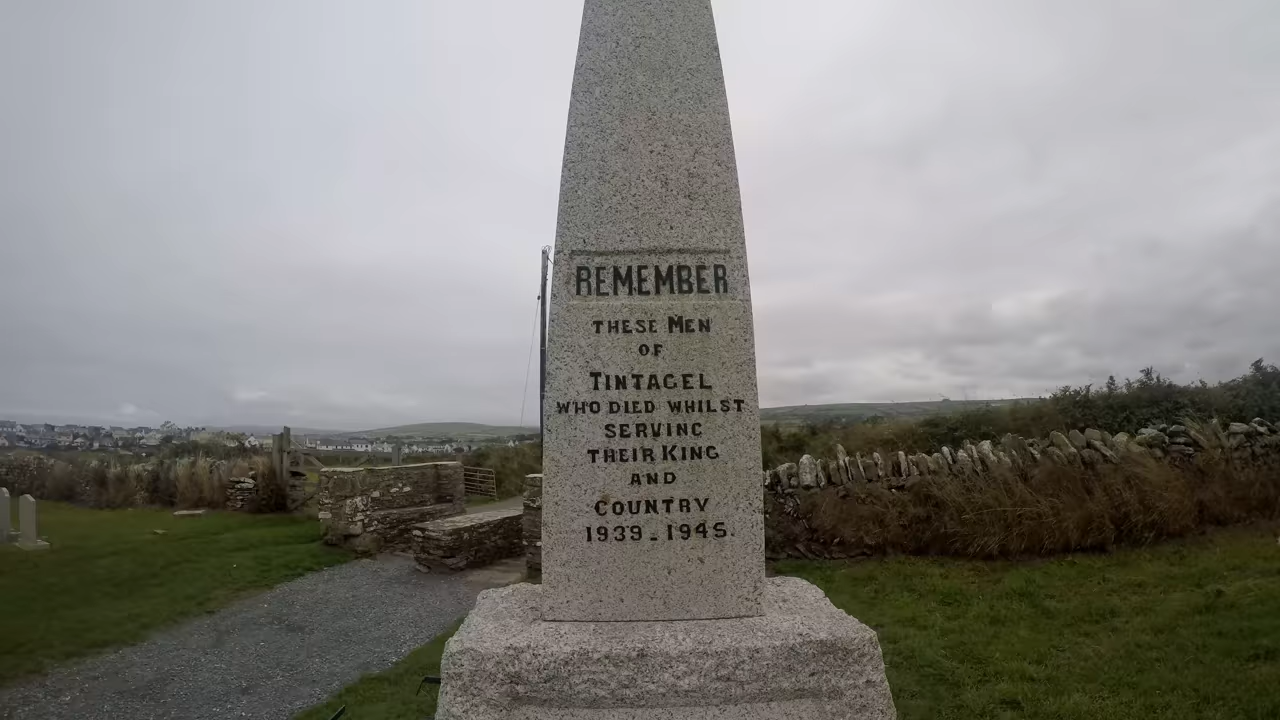 REMEMBER
THESE MEN
OF
TINTAGEL
WHO DIED WHILST
SERVING
THEIR KING
AND
COUNTRY
1939-1945.